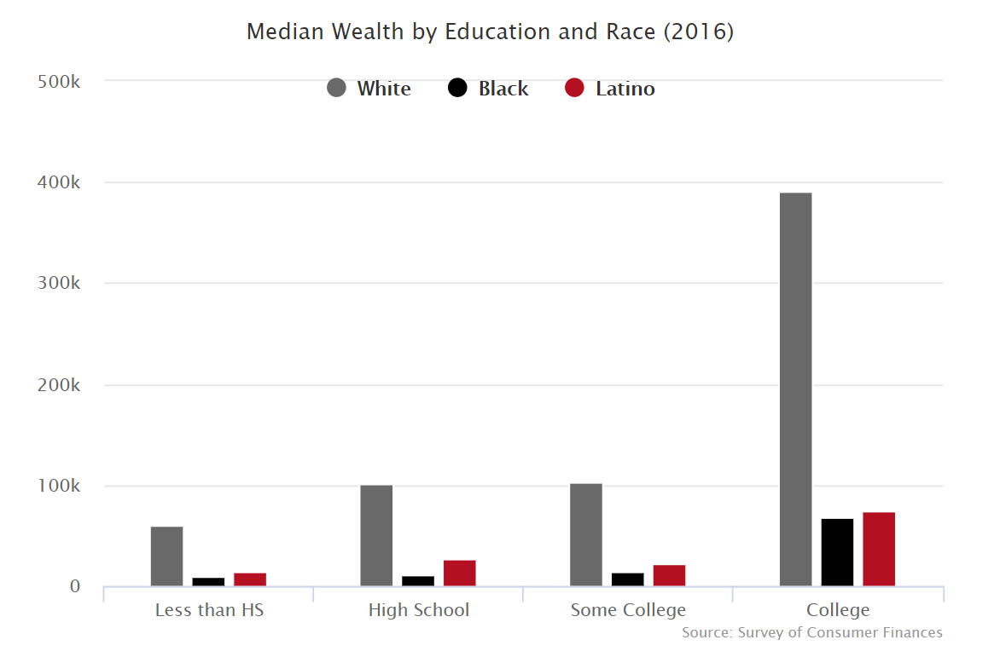 Median Wealth by Education and Race (2016)
White Black Latino
500k
400k
300k
200k
100k
0
Less than HS High School Some College College
Source: Survey of Consumer Finances